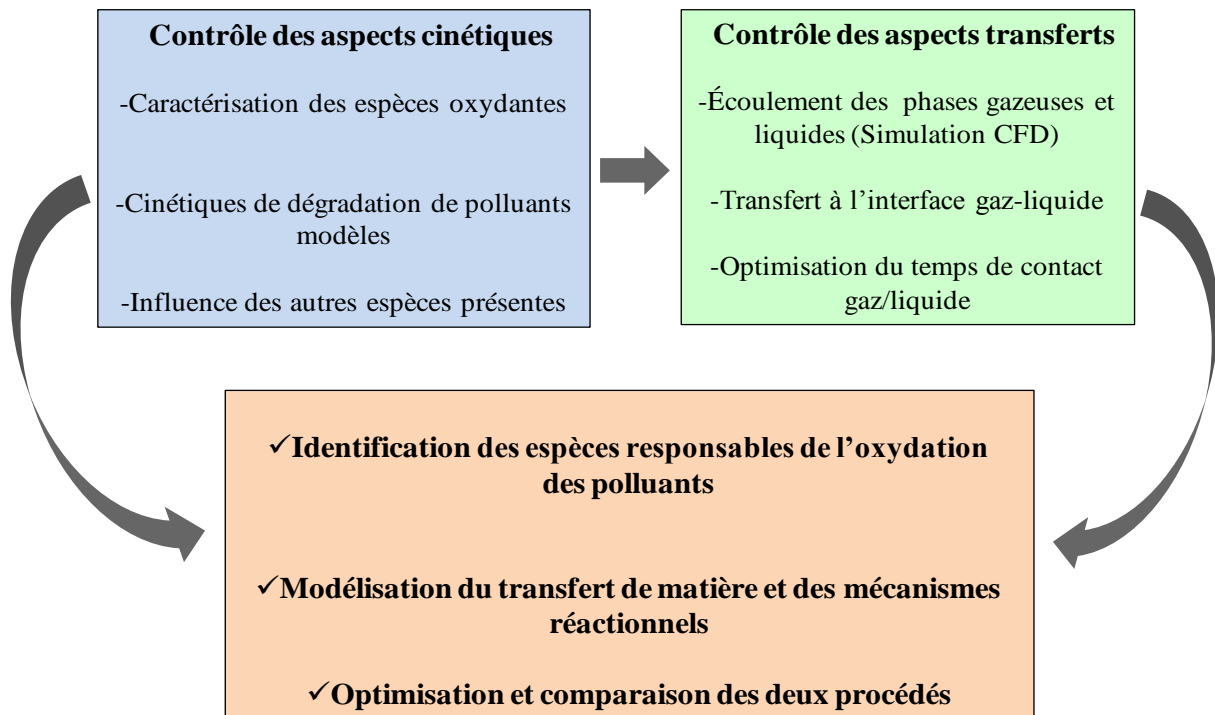 Contrôle des aspects cinétiques
-Caractérisation des espèces oxydantes
-Cinétiques de dégradation de polluants
modèles
-Influence des autres espèces présentes
Contrôle des aspects transferts
-Écoulement des phases gazeuses et
liquides (Simulation CFD)
-Transfert à l’interface gaz-liquide
-Optimisation du temps de contact
gaz/liquide
✓Identification des espèces responsables de l’oxydation
des polluants
✓Modélisation du transfert de matière et des mécanismes
réactionnels
✓Optimisation et comparaison des deux procédés